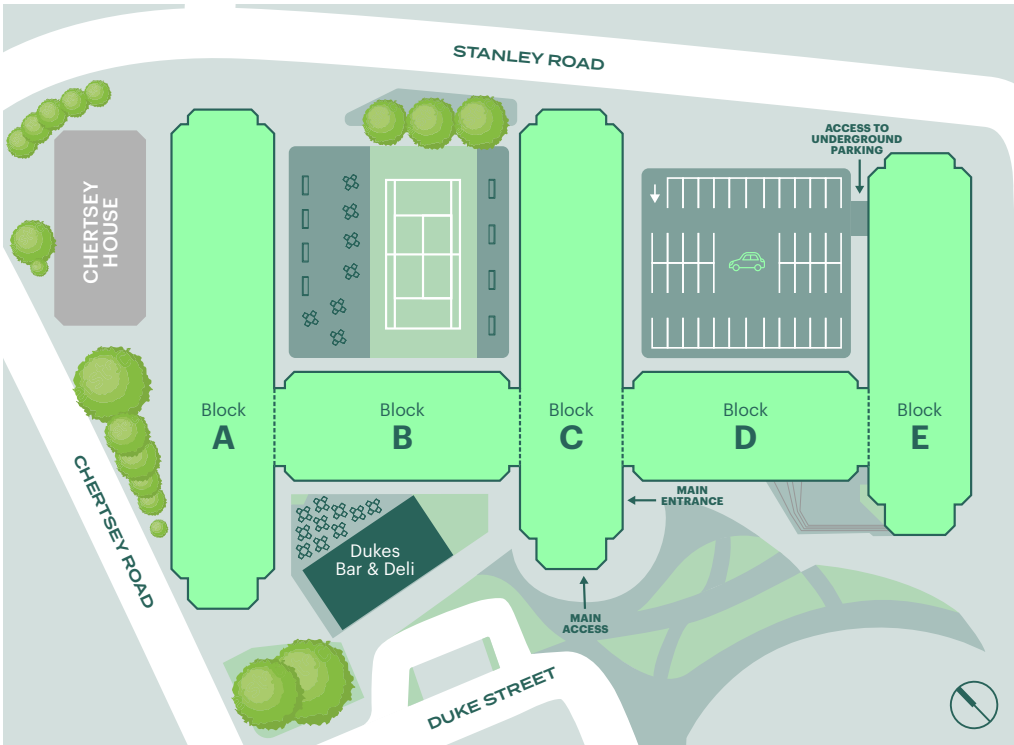 STANLEY ROAD
ACCESS TO
UNDERGROUND
PARKING
CHERTSEY
HOUSE
Block
A
Block
B
Block
C
Block
D
Block
E
MAIN
ENTRANCE
CHERTSEY ROAD
Dukes
Bar & Deli
MAIN
ACCESS
DUKE STREET